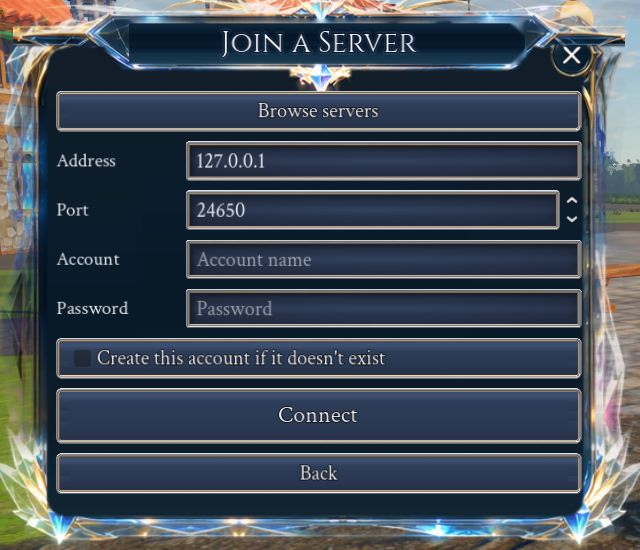 Join a Server
Browse servers
Address
127.0.0.1
Port
24650
Account
Account name
Password
Password
Create this account if it doesn't exist
Connect
Back